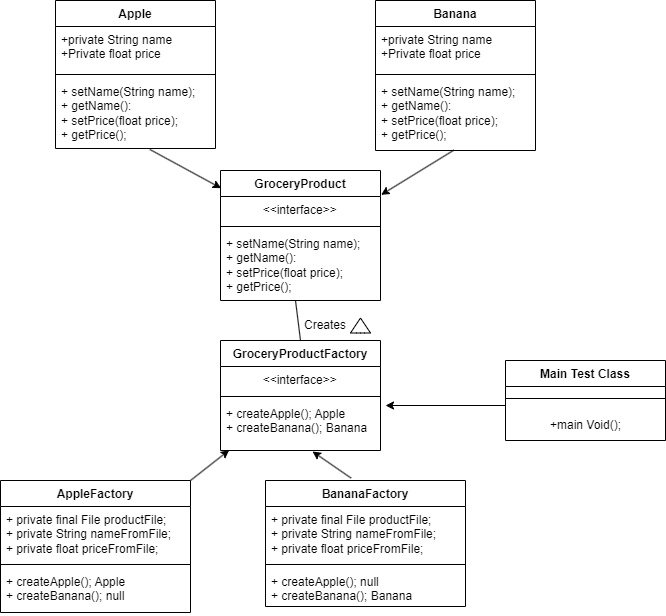 Apple
+private String name
+Private float price
+ setName(String name);
+ getName():
+ setPrice(float price);
+ getPrice();
Banana
+private String name
+Private float price
+ setName(String name);
+ getName():
+ setPrice(float price);
+ getPrice();
GroceryProduct
<<interface>>
+ setName(String name);
+ getName():
+ setPrice(float price);
+ getPrice();
Creates
GroceryProductFactory
<<interface>>
+ createApple(); Apple
+ createBanana(); Banana
Main Test Class
+main Void();
AppleFactory
+ private final File productFile;
+ private String nameFromFile;
+ private float priceFromFile;
+ createApple(); Apple
+ createBanana(); null
BananaFactory
+ private final File productFile;
+ private String nameFromFile;
+ private float priceFromFile;
+ createApple(); null
+ createBanana(); Banana